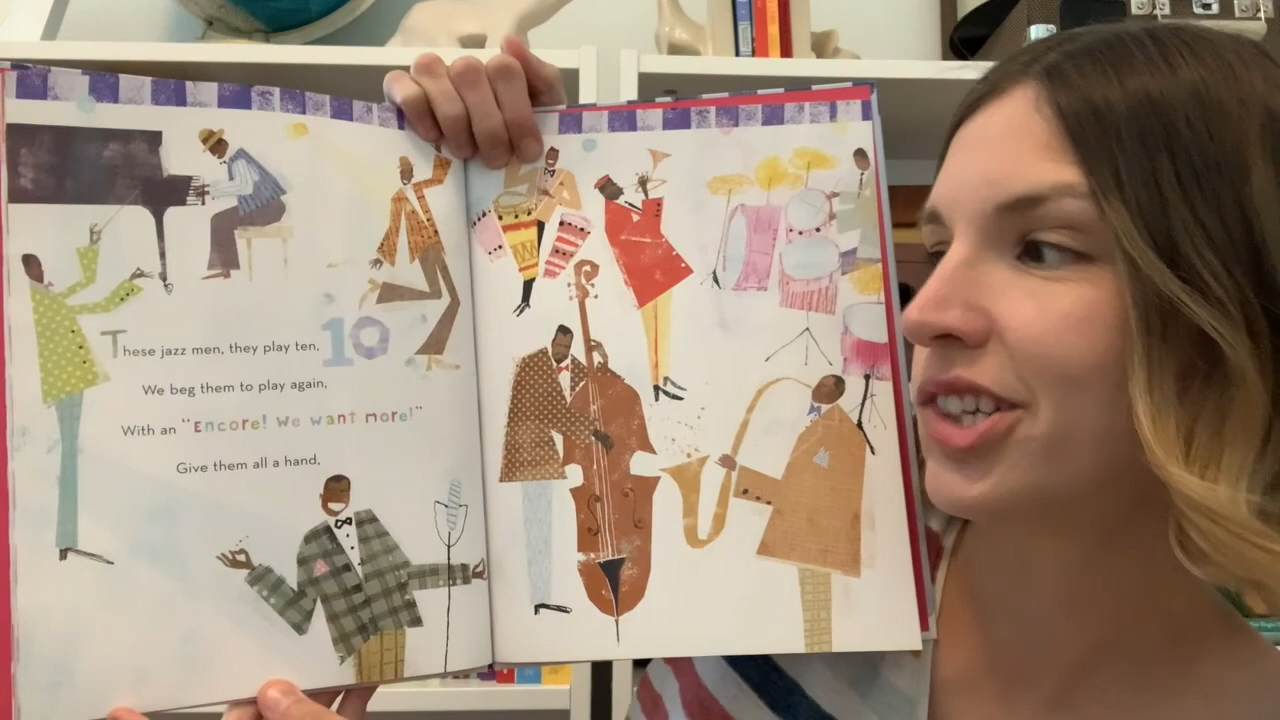 These jazz men, they play ten, 10
We beg them to play again,
With an "Encore! We want more!"
Give them all a hand,